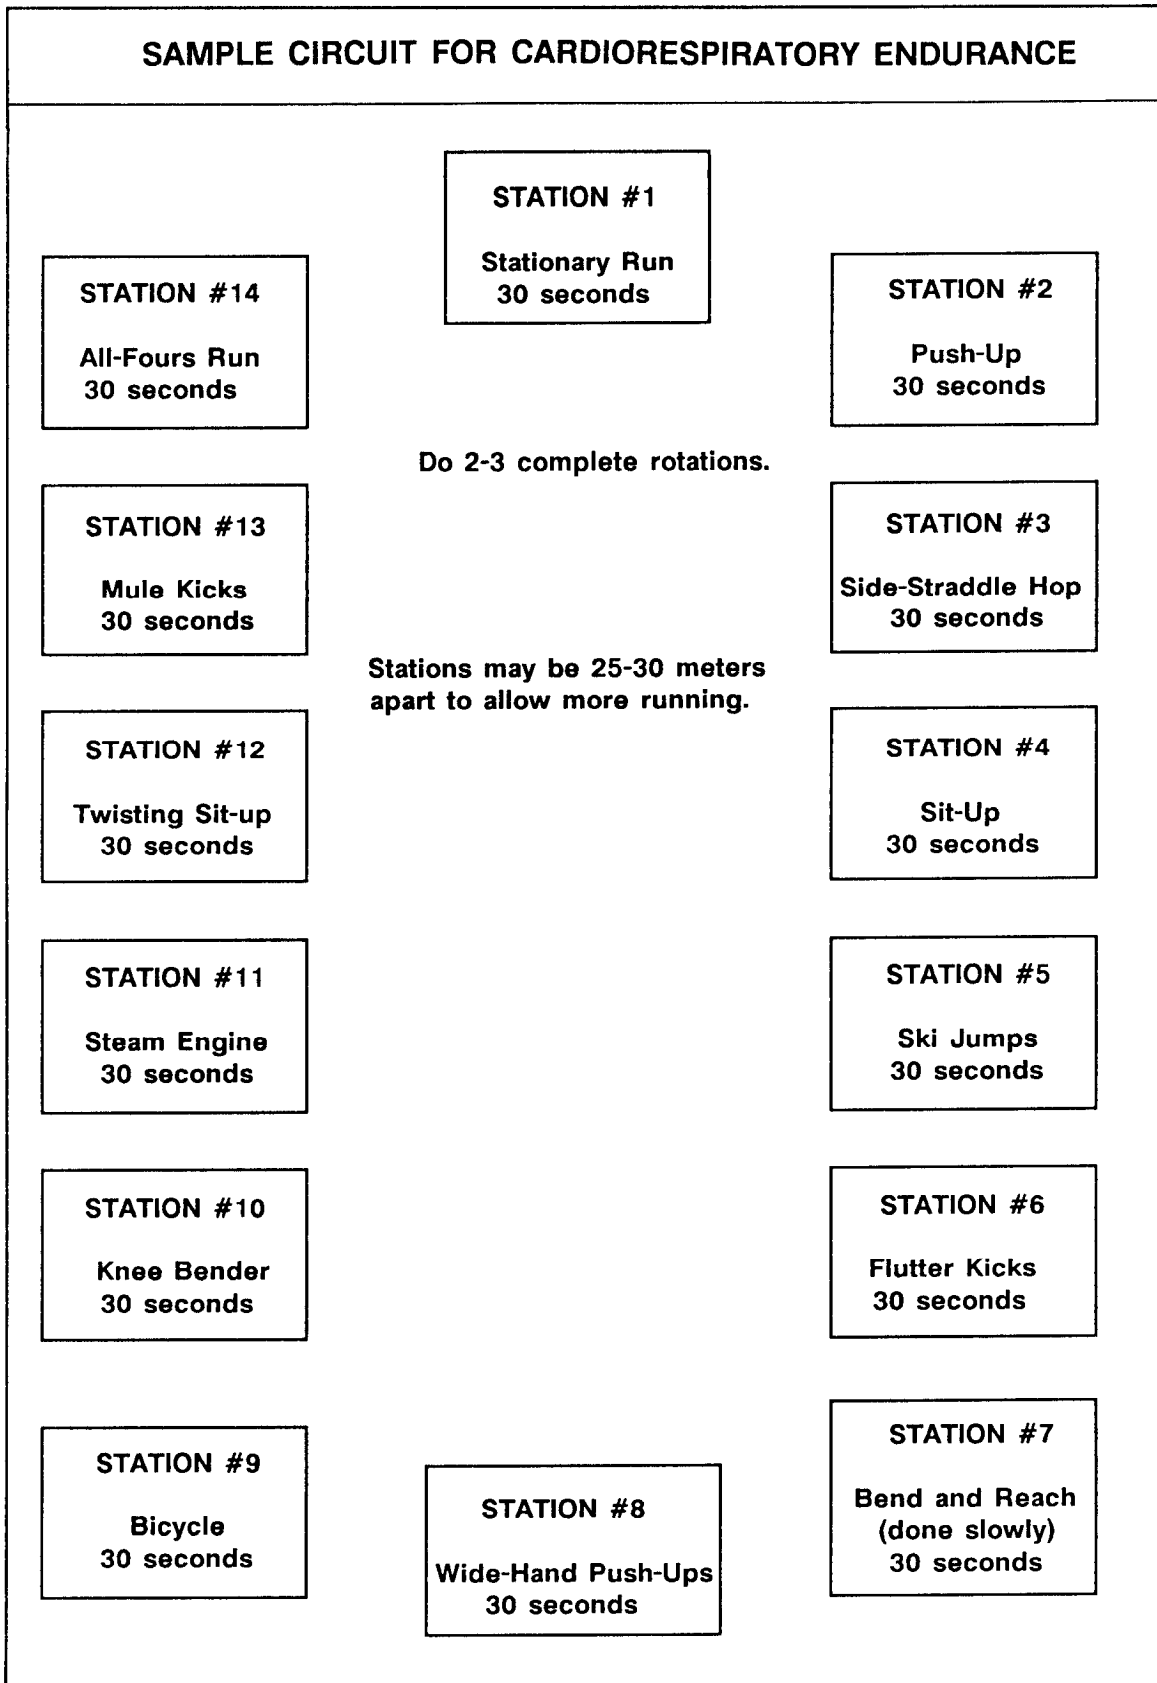 SAMPLE CIRCUIT FOR CARDIORESPIRATORY ENDURANCE
STATION #1
Stationary Run
30 seconds
STATION #2
Push-Up
30 seconds
STATION #3
Side-Straddle Hop
30 seconds
STATION #4
Sit-Up
30 seconds
STATION #5
Ski Jumps
30 seconds
STATION #6
Flutter Kicks
30 seconds
STATION #7
Bend and Reach
(done slowly)
30 seconds
STATION #8
Wide-Hand Push-Ups
30 seconds
STATION #9
Bicycle
30 seconds
STATION #10
Knee Bender
30 seconds
STATION #11
Steam Engine
30 seconds
STATION #12
Twisting Sit-up
30 seconds
STATION #13
Mule Kicks
30 seconds
STATION #14
All-Fours Run
30 seconds
Do 2-3 complete rotations.
Stations may be 25-30 meters
apart to allow more running.